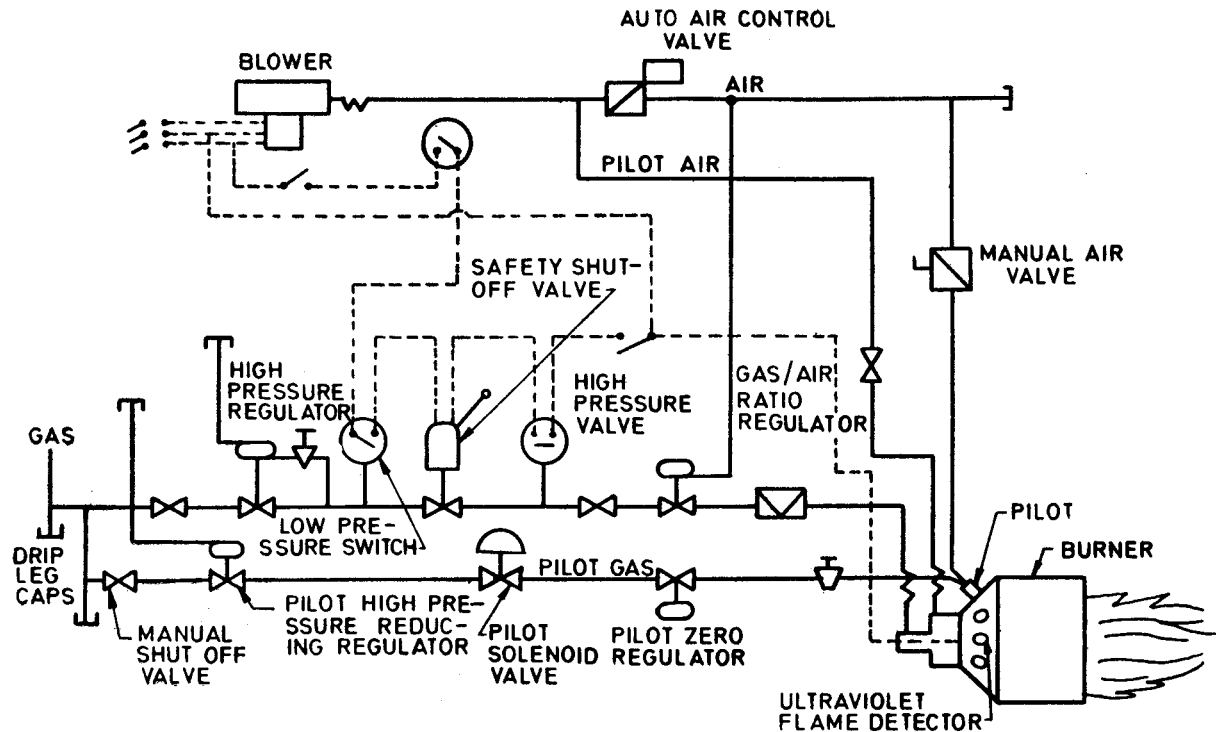 AUTO AIR CONTROL
VALVE
BLOWER
AIR
PILOT AIR
MANUAL AIR
VALVE
SAFETY SHUT-
OFF VALVE
HIGH
PRESSURE
REGULATOR
HIGH
PRESSURE VALVE
GAS/AIR
RATIO
REGULATOR
GAS
LOW PRE-
SSURE SWITCH
PILOT
BURNER
DRIP
LEG
CAPS
PILOT GAS
MANUAL
SHUT OFF
VALVE
PILOT HIGH PRE-
SSURE REDUC-
ING REGULATOR
PILOT
SOLENOID
VALVE
PILOT ZERO
REGULATOR
ULTRAVIOLET
FLAME DETECTOR